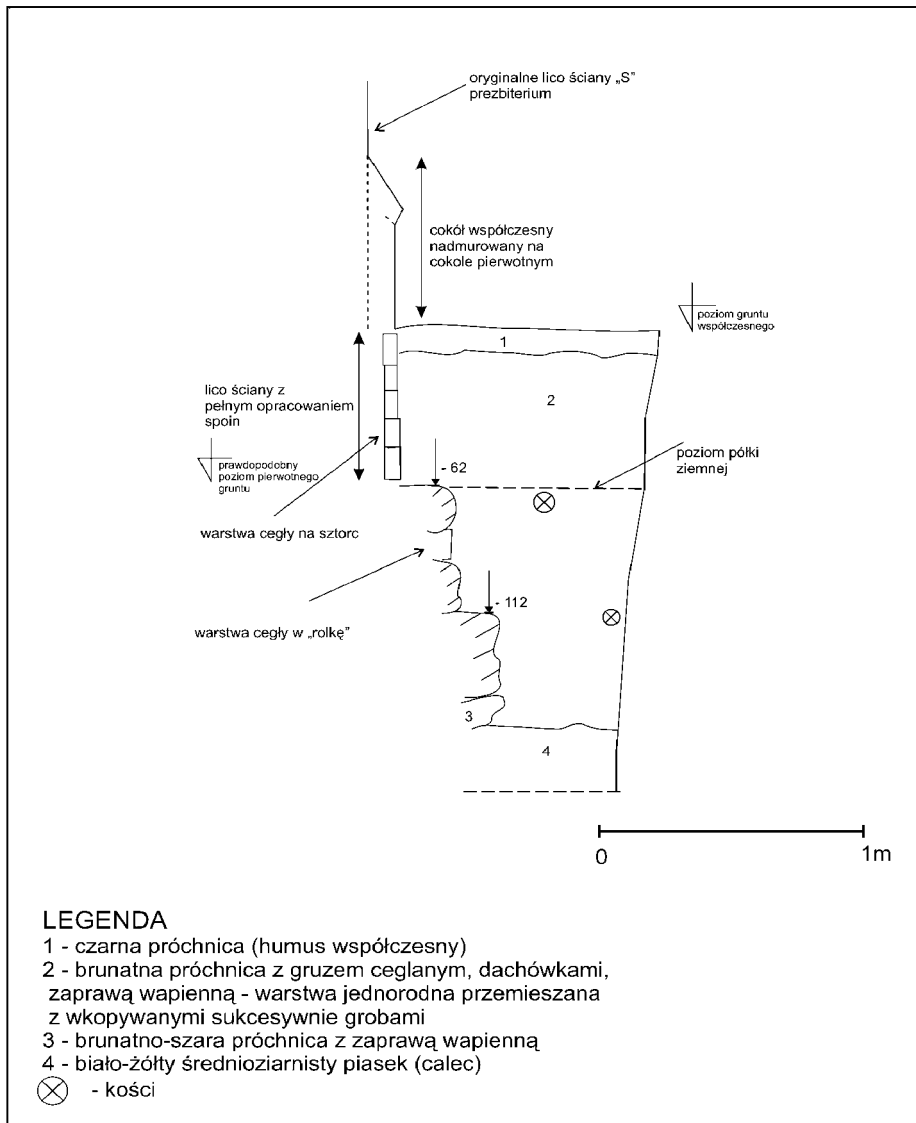 oryginalne lico ściany „S”
prezbiterium
cokół współczesny
nadmurowany na
cokole pierwotnym
poziom gruntu
współczesnego
1
lico ściany z
pełnym opracowaniem
spoin
2
prawdopodobny
poziom pierwotnego
gruntu
- 62
poziom półki
ziemnej
warstwa cegły na sztorc
- 112
warstwa cegły w „rolkę”
3
4
0
1m
LEGENDA
1 - czarna próchnica (humus współczesny)
2 - brunatna próchnica z gruzem ceglanym, dachówkami,
zaprawą wapienną - warstwa jednorodna przemieszana
z wkopywanymi sukcesywnie grobami
3 - brunatno-szara próchnica z zaprawą wapienną
4 - biało-żółty średnioziarnisty piasek (calec)
- kości